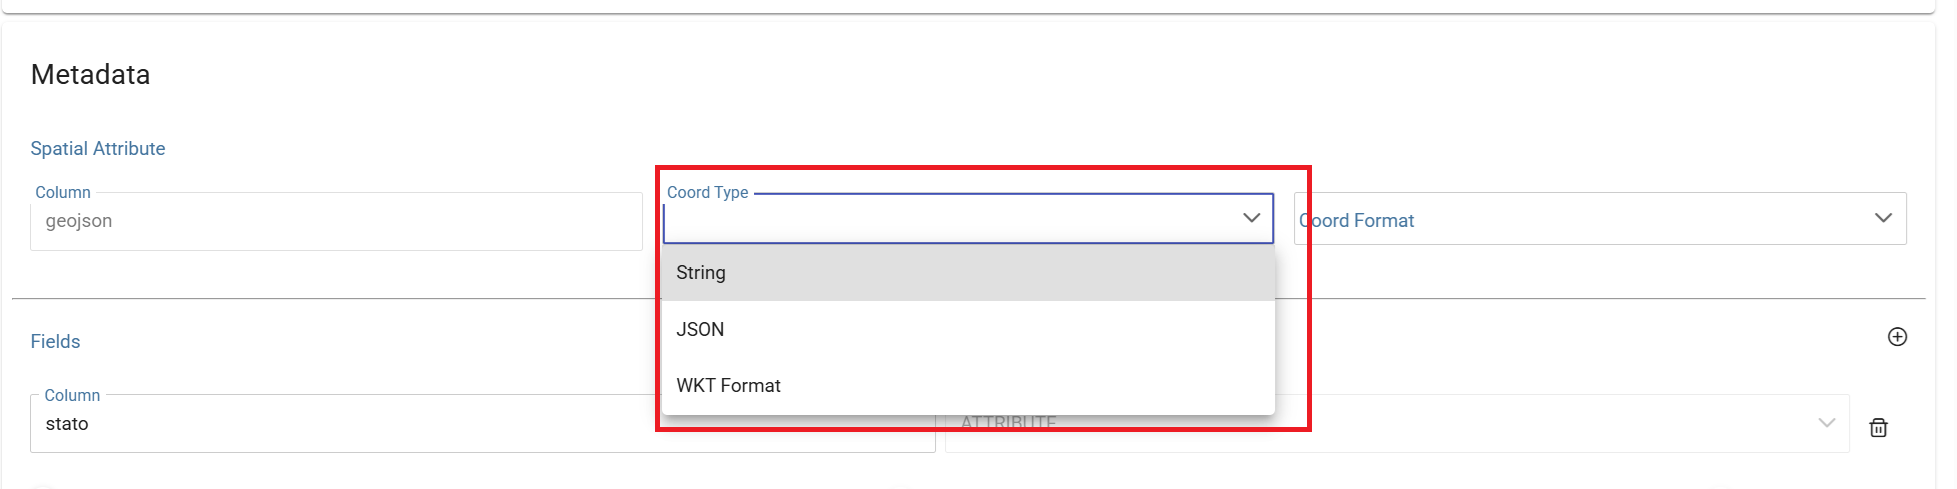 Metadata
Spatial Attribute
Column
geojson
Coord Type
Coord Format
String
JSON
WKT Format
Fields
Column
stato
ATTRIBUTE